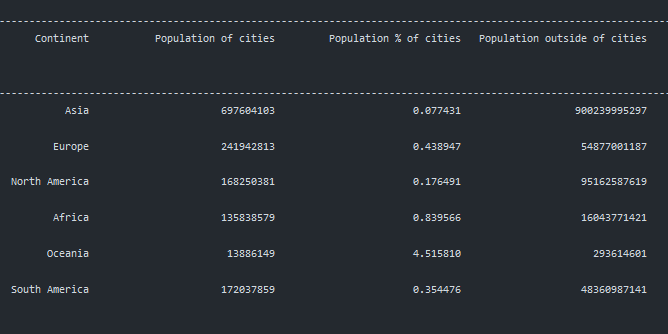 Continent Population of cities Population % of cities Population outside of cities
Asia 697604103 0.077431 900239995297
Europe 241942813 0.438947 54877001187
North America 168250381 0.176491 95162587619
Africa 135838579 0.839566 16043771421
Oceania 13886149 4.515810 293614601
South America 172037859 0.354476 48360987141